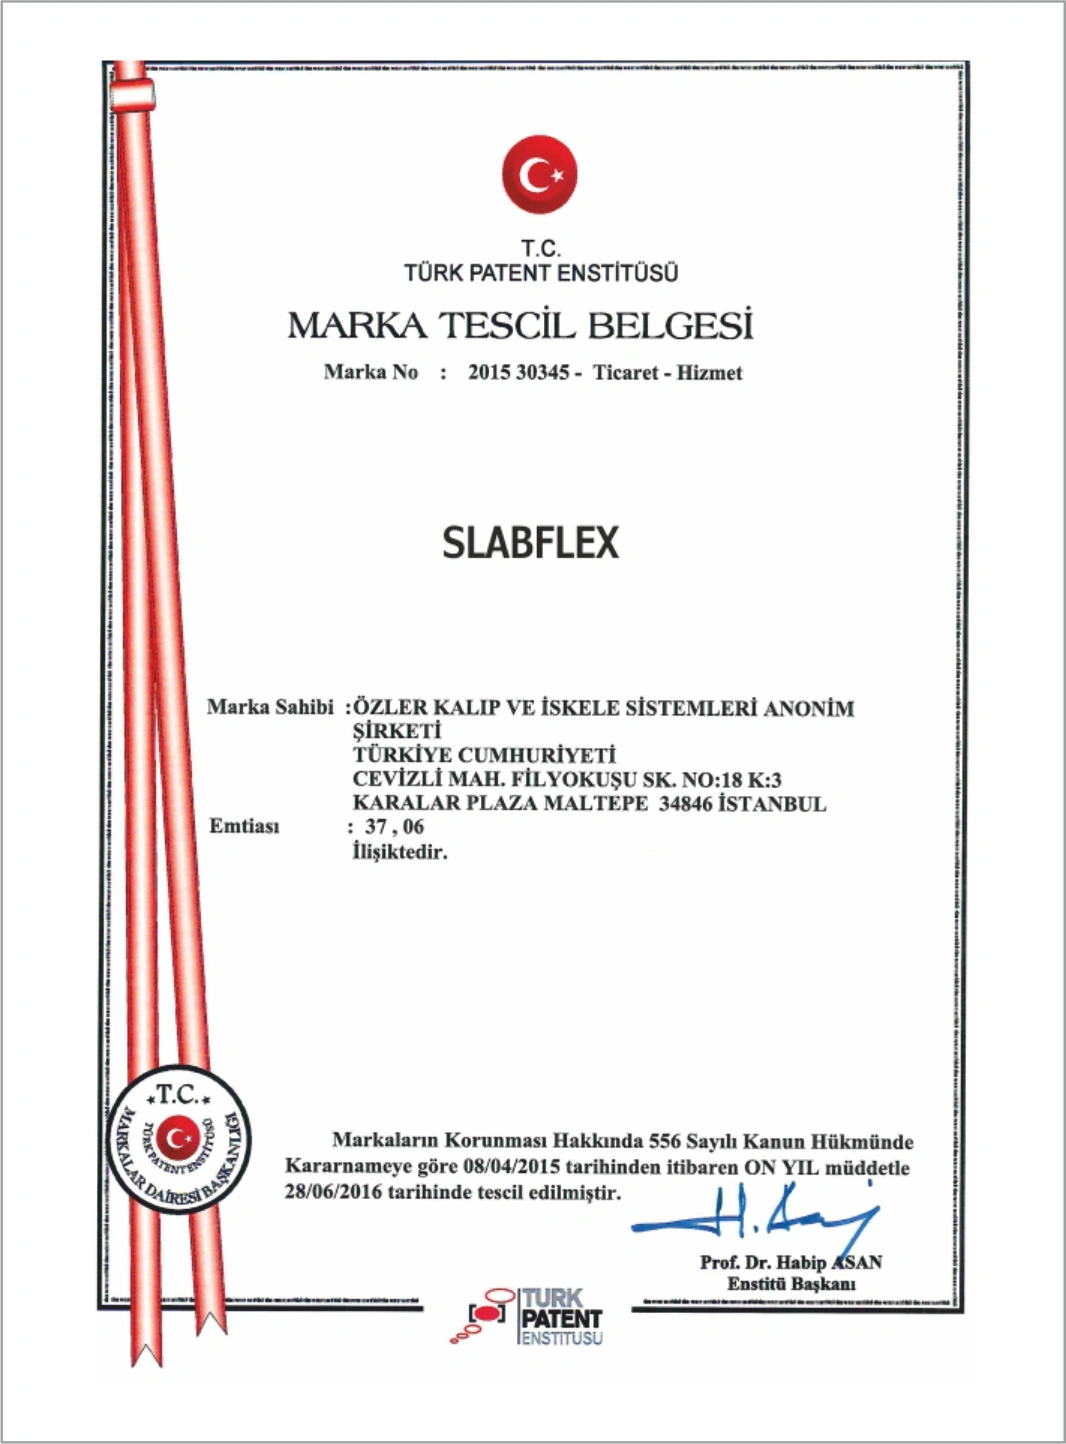 T.C.
TÜRK PATENT ENSTİTÜSÜ
MARKA TESCİL BELGESİ
Marka No : 2015 30345 - Ticaret - Hizmet
SLABFLEX
Marka Sahibi :ÖZLER KALIP VE İSKELE SİSTEMLERİ ANONİM
ŞİRKETİ
TÜRKİYE CUMHURİYETİ
CEVİZLİ MAH. FİLYOKUŞU SK. NO:18 K:3
KARALAR PLAZA MALTEPE 34846 İSTANBUL
Emtiası : 37 , 06
İlişiktedir.
T.C.
MARKALAR DAİRESİ BAŞKANLIĞI
TÜRK PATENT ENSTİTÜSÜ
Markaların Korunması Hakkında 556 Sayılı Kanun Hükmünde
Kararnameye göre 08/04/2015 tarihinden itibaren ON YIL müddetle
28/06/2016 tarihinde tescil edilmiştir.
Prof. Dr. Habip ASAN
Enstitü Başkanı
TURK
PATENT
ENSTITUSU